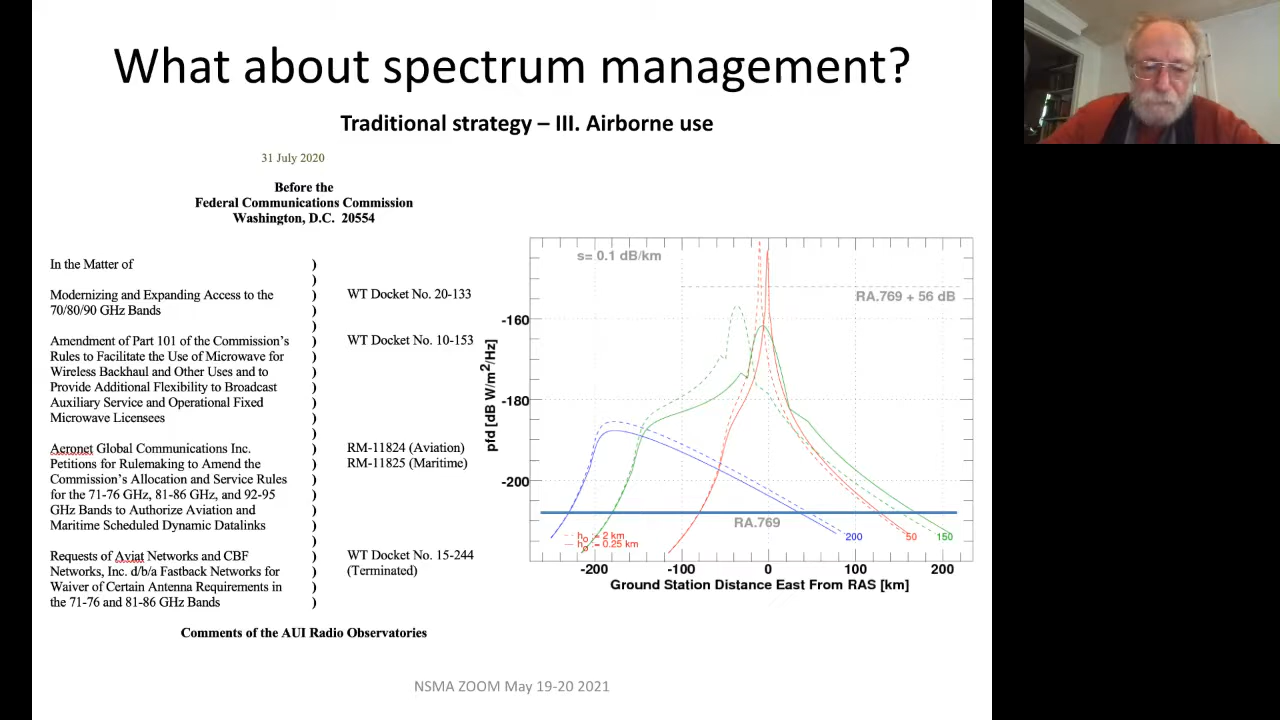 What about spectrum management?
Traditional strategy – III. Airborne use
31 July 2020
Before the
Federal Communications Commission
Washington, D.C. 20554
In the Matter of )
)
Modernizing and Expanding Access to the ) WT Docket No. 20-133
70/80/90 GHz Bands )
)
Amendment of Part 101 of the Commission's ) WT Docket No. 10-153
Rules to Facilitate the Use of Microwave for )
Wireless Backhaul and Other Uses and to )
Provide Additional Flexibility to Broadcast )
Auxiliary Service and Operational Fixed )
Microwave Licensees )
)
Aeronet Global Communications Inc. ) RM-11824 (Aviation)
Petitions for Rulemaking to Amend the ) RM-11825 (Maritime)
Commission's Allocation and Service Rules )
for the 71-76 GHz, 81-86 GHz, and 92-95 )
GHz Bands to Authorize Aviation and )
Maritime Scheduled Dynamic Datalinks )
)
Requests of Aviat Networks and CBF ) WT Docket No. 15-244
Networks, Inc. d/b/a Fastback Networks for ) (Terminated)
Waiver of Certain Antenna Requirements in )
the 71-76 and 81-86 GHz Bands )
Comments of the AUI Radio Observatories
s= 0.1 dB/km
RA.769 + 56 dB
-160
-180
-200
pfd [dB W/m²/Hz]
RA.769
h₀ := 2 km
h₀ := 0.25 km
200 50 150
-200 -100 0 100 200
Ground Station Distance East From RAS [km]
NSMA ZOOM May 19-20 2021